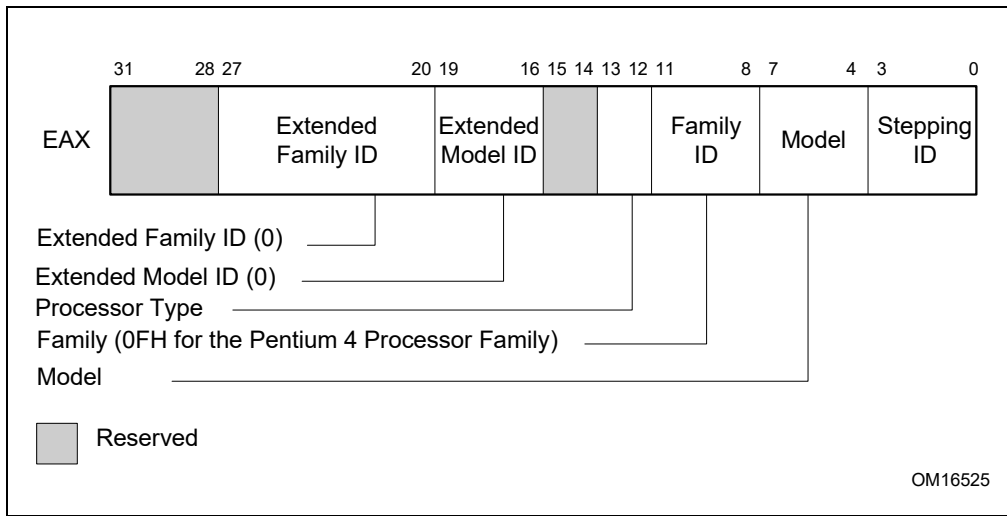 31 28 27 20 19 16 15 14 13 12 11 8 7 4 3 0
EAX
Extended
Family ID
Extended
Model ID
Family
ID
Model
Stepping
ID
Extended Family ID (0)
Extended Model ID (0)
Processor Type
Family (0FH for the Pentium 4 Processor Family)
Model
Reserved
OM16525